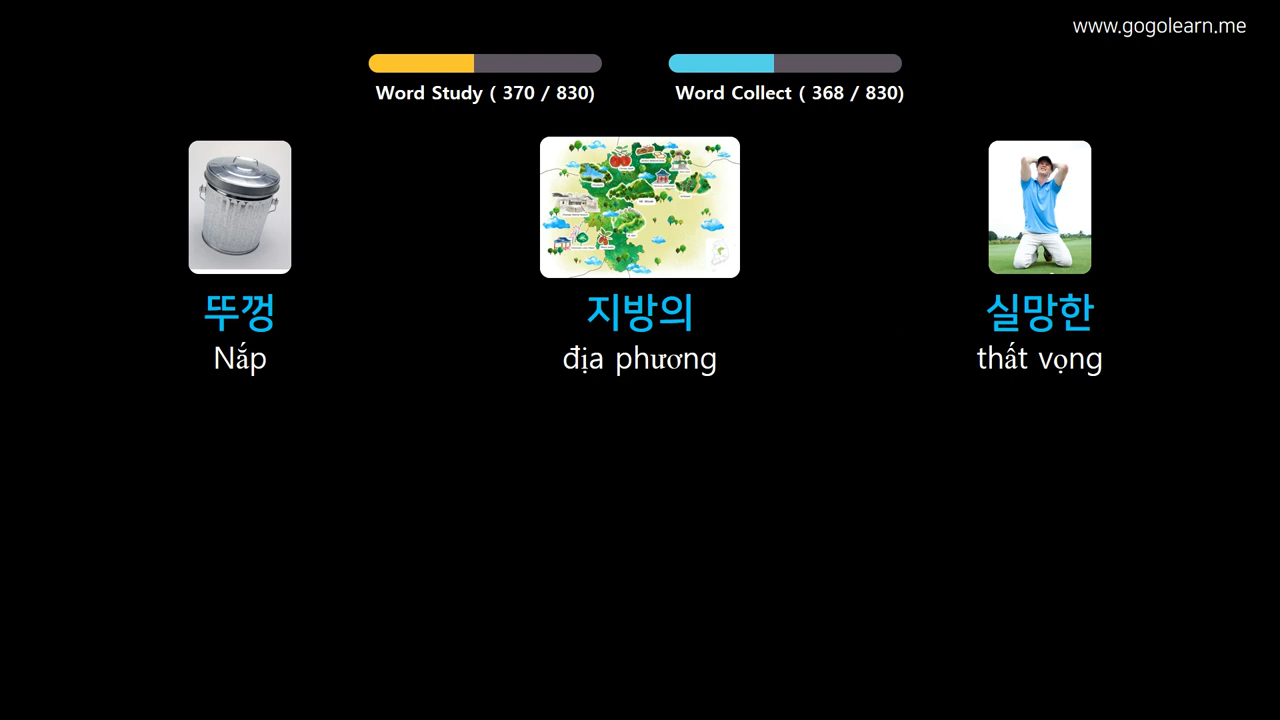 www.gogolearn.me
Word Study ( 370 / 830)
Word Collect ( 368 / 830)
뚜껑
Nắp
지방의
địa phương
실망한
thất vọng